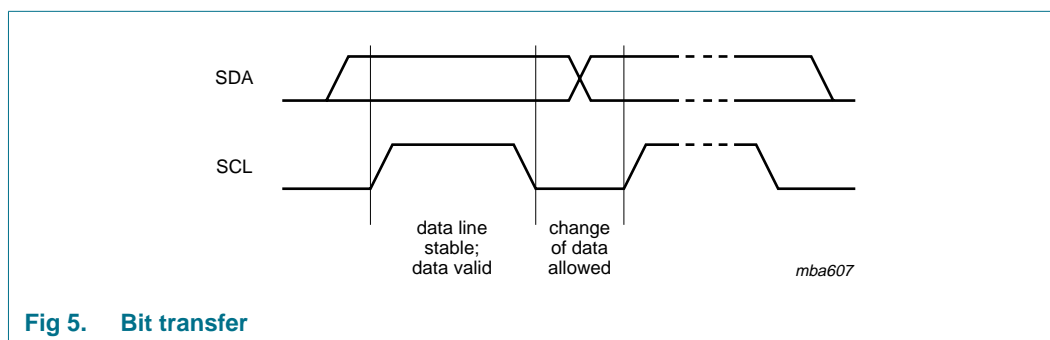 SDA
SCL
data line
stable;
data valid
change
of data
allowed
mba607
Fig 5. Bit transfer